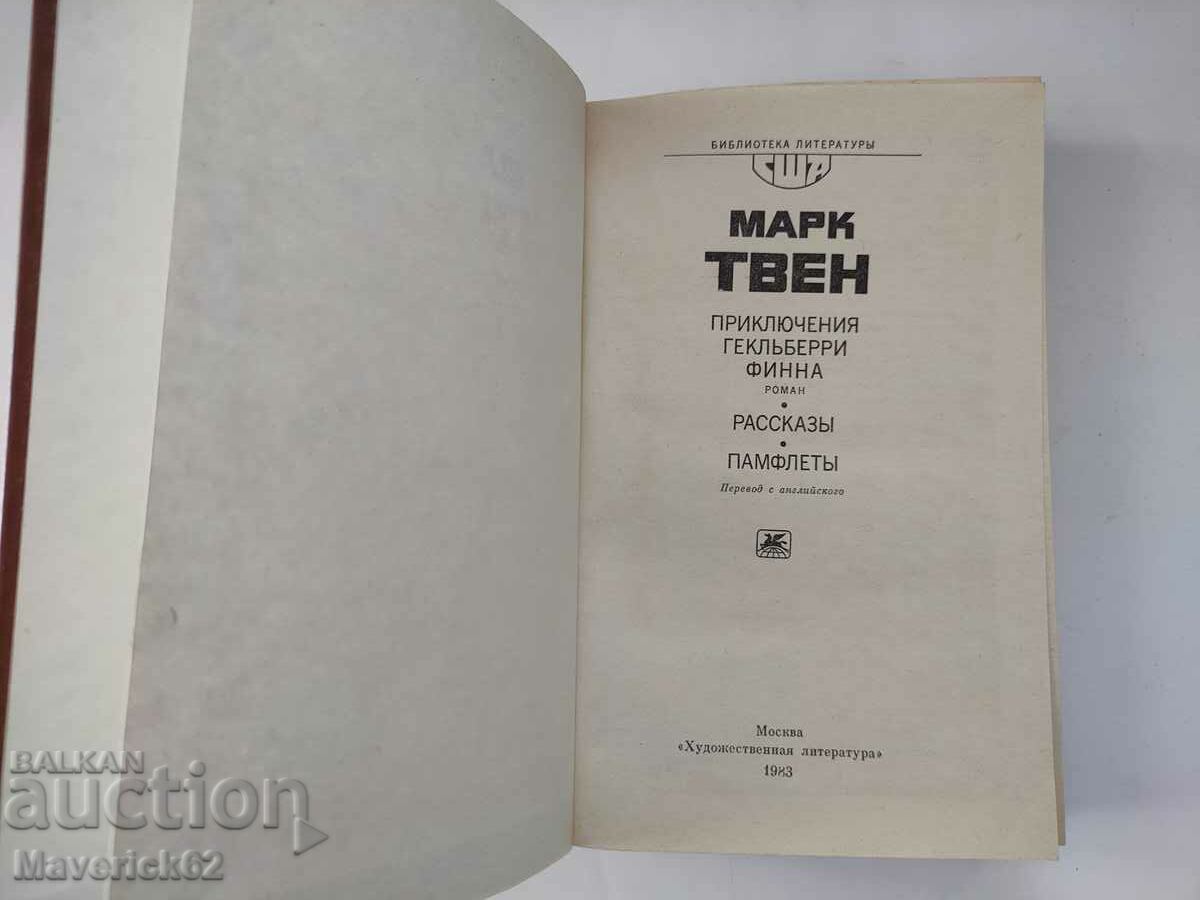 БИБЛИОТЕКА ЛИТЕРАТУРЫ
США
МАРК
ТВЕН
ПРИКЛЮЧЕНИЯ
ГЕКЛЬБЕРРИ
ФИННА
РОМАН
•
РАССКАЗЫ
•
ПАМФЛЕТЫ
Перевод с английского
Москва
«Художественная литература»
1983
BALKAN
auction
Maverick62